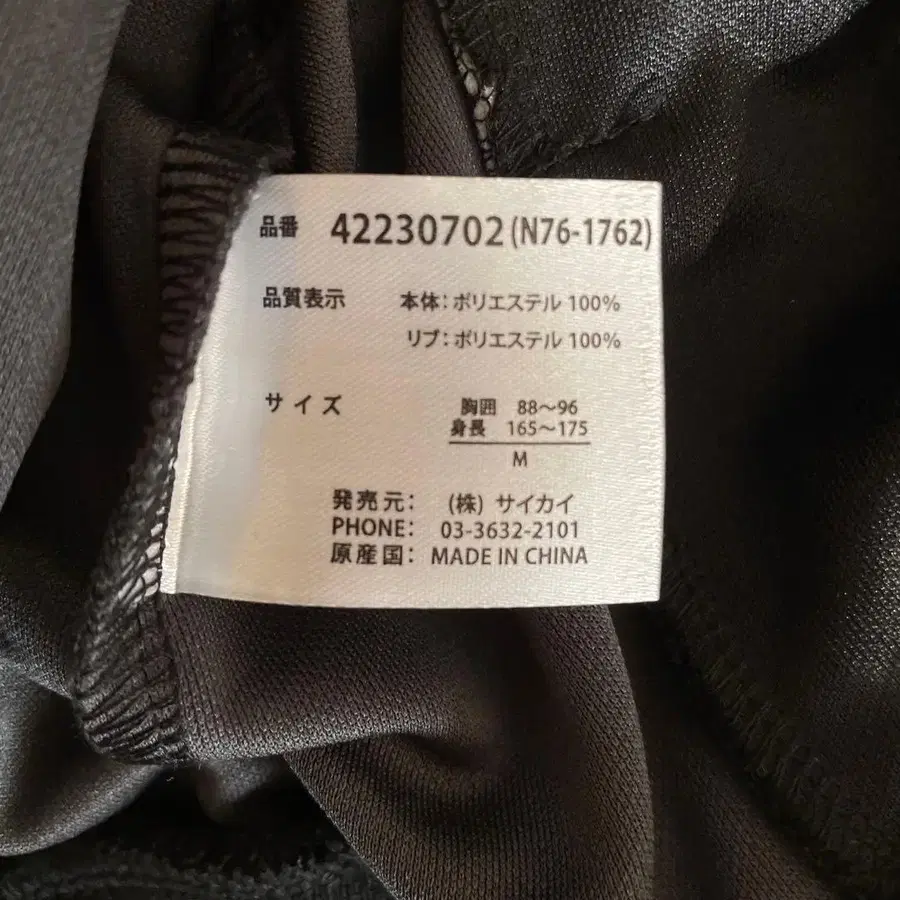 品番 42230702(N76-1762)
品質表示 本体:ポリエステル 100%
リブ:ポリエステル 100%
サイズ 胸囲 88〜96
身長 165〜175
M
発売元: (株) サイカイ
PHONE: 03-3632-2101
原産国: MADE IN CHINA